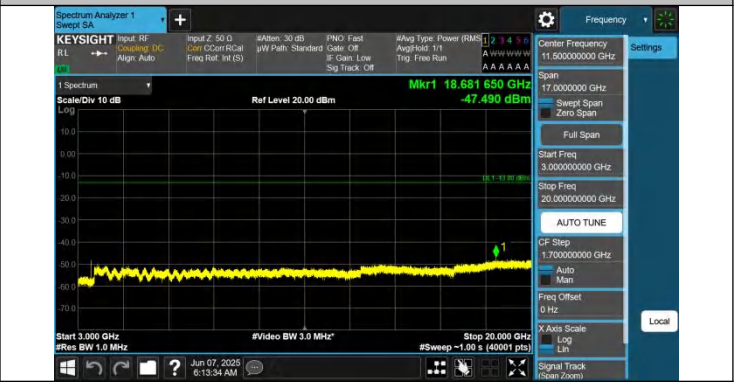 Spectrum Analyzer 1
Swept SA
+
Frequency
KEYSIGHT
RL
Input: RF
Coupling: DC
Align: Auto
Input Z: 50 Ω
Corr CCorr RCal
Freq Ref: Int (S)
#Atten: 30 dB
µW Path: Standard
PNO: Fast
Gate: Off
IF Gain: Low
Sig Track: Off
#Avg Type: Power (RMS
Avg|Hold: 1/1
Trig: Free Run
1 2 3 4 5 6
A W W W W W
A A A A A A
1 Spectrum
Scale/Div 10 dB
Ref Level 20.00 dBm
Mkr1 18.681 650 GHz
-47.490 dBm
Log
10.0
0.00
-10.0
DL1 -13.00 dBm
-20.0
-30.0
-40.0
1
-50.0
-60.0
-70.0
Start 3.000 GHz
#Res BW 1.0 MHz
#Video BW 3.0 MHz*
Stop 20.000 GHz
#Sweep ~1.00 s (40001 pts)
Center Frequency
11.500000000 GHz
Settings
Span
17.0000000 GHz
Swept Span
Zero Span
Full Span
Start Freq
3.000000000 GHz
Stop Freq
20.000000000 GHz
AUTO TUNE
CF Step
1.700000000 GHz
Auto
Man
Freq Offset
0 Hz
Local
X Axis Scale
Log
Lin
Signal Track
(Span Zoom)
?
Jun 07, 2025
6:13:34 AM